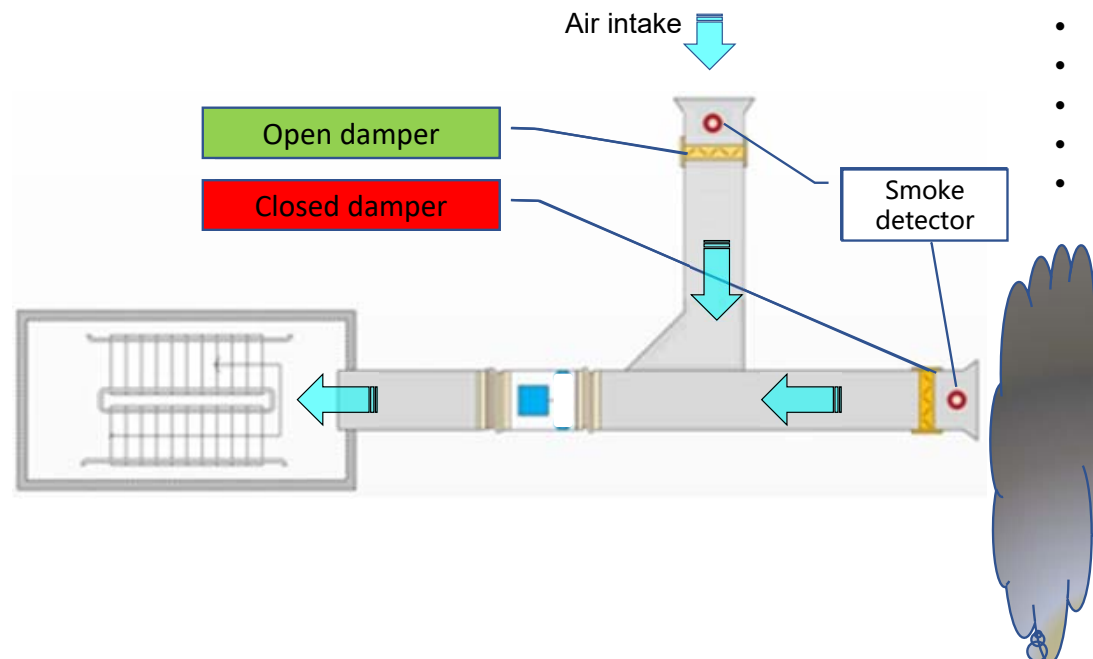 Air intake
Open damper
Closed damper
Smoke
detector